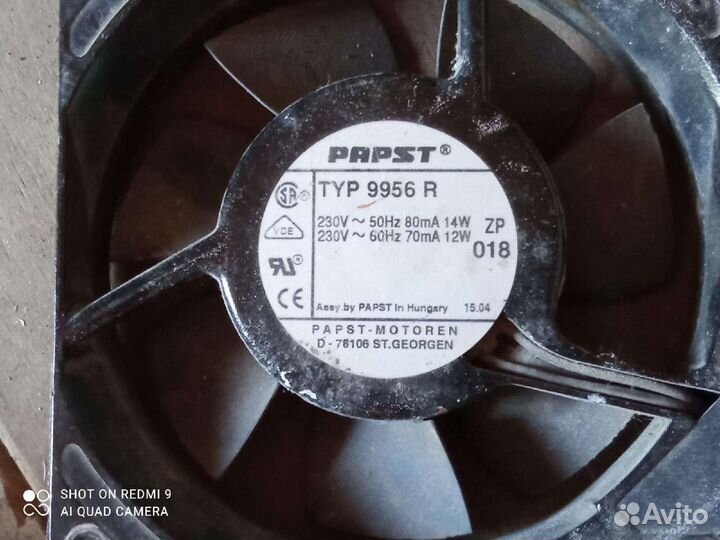 PAPST®
SA®
TYP 9956 R
230V ~ 50Hz 80mA 14W
230V ~ 60Hz 70mA 12W
ZP
018
VDE
CE
Assy.by PAPST in Hungary 15.04
PAPST-MOTOREN
D - 78106 ST.GEORGEN
SHOT ON REDMI 9
AI QUAD CAMERA
Avito